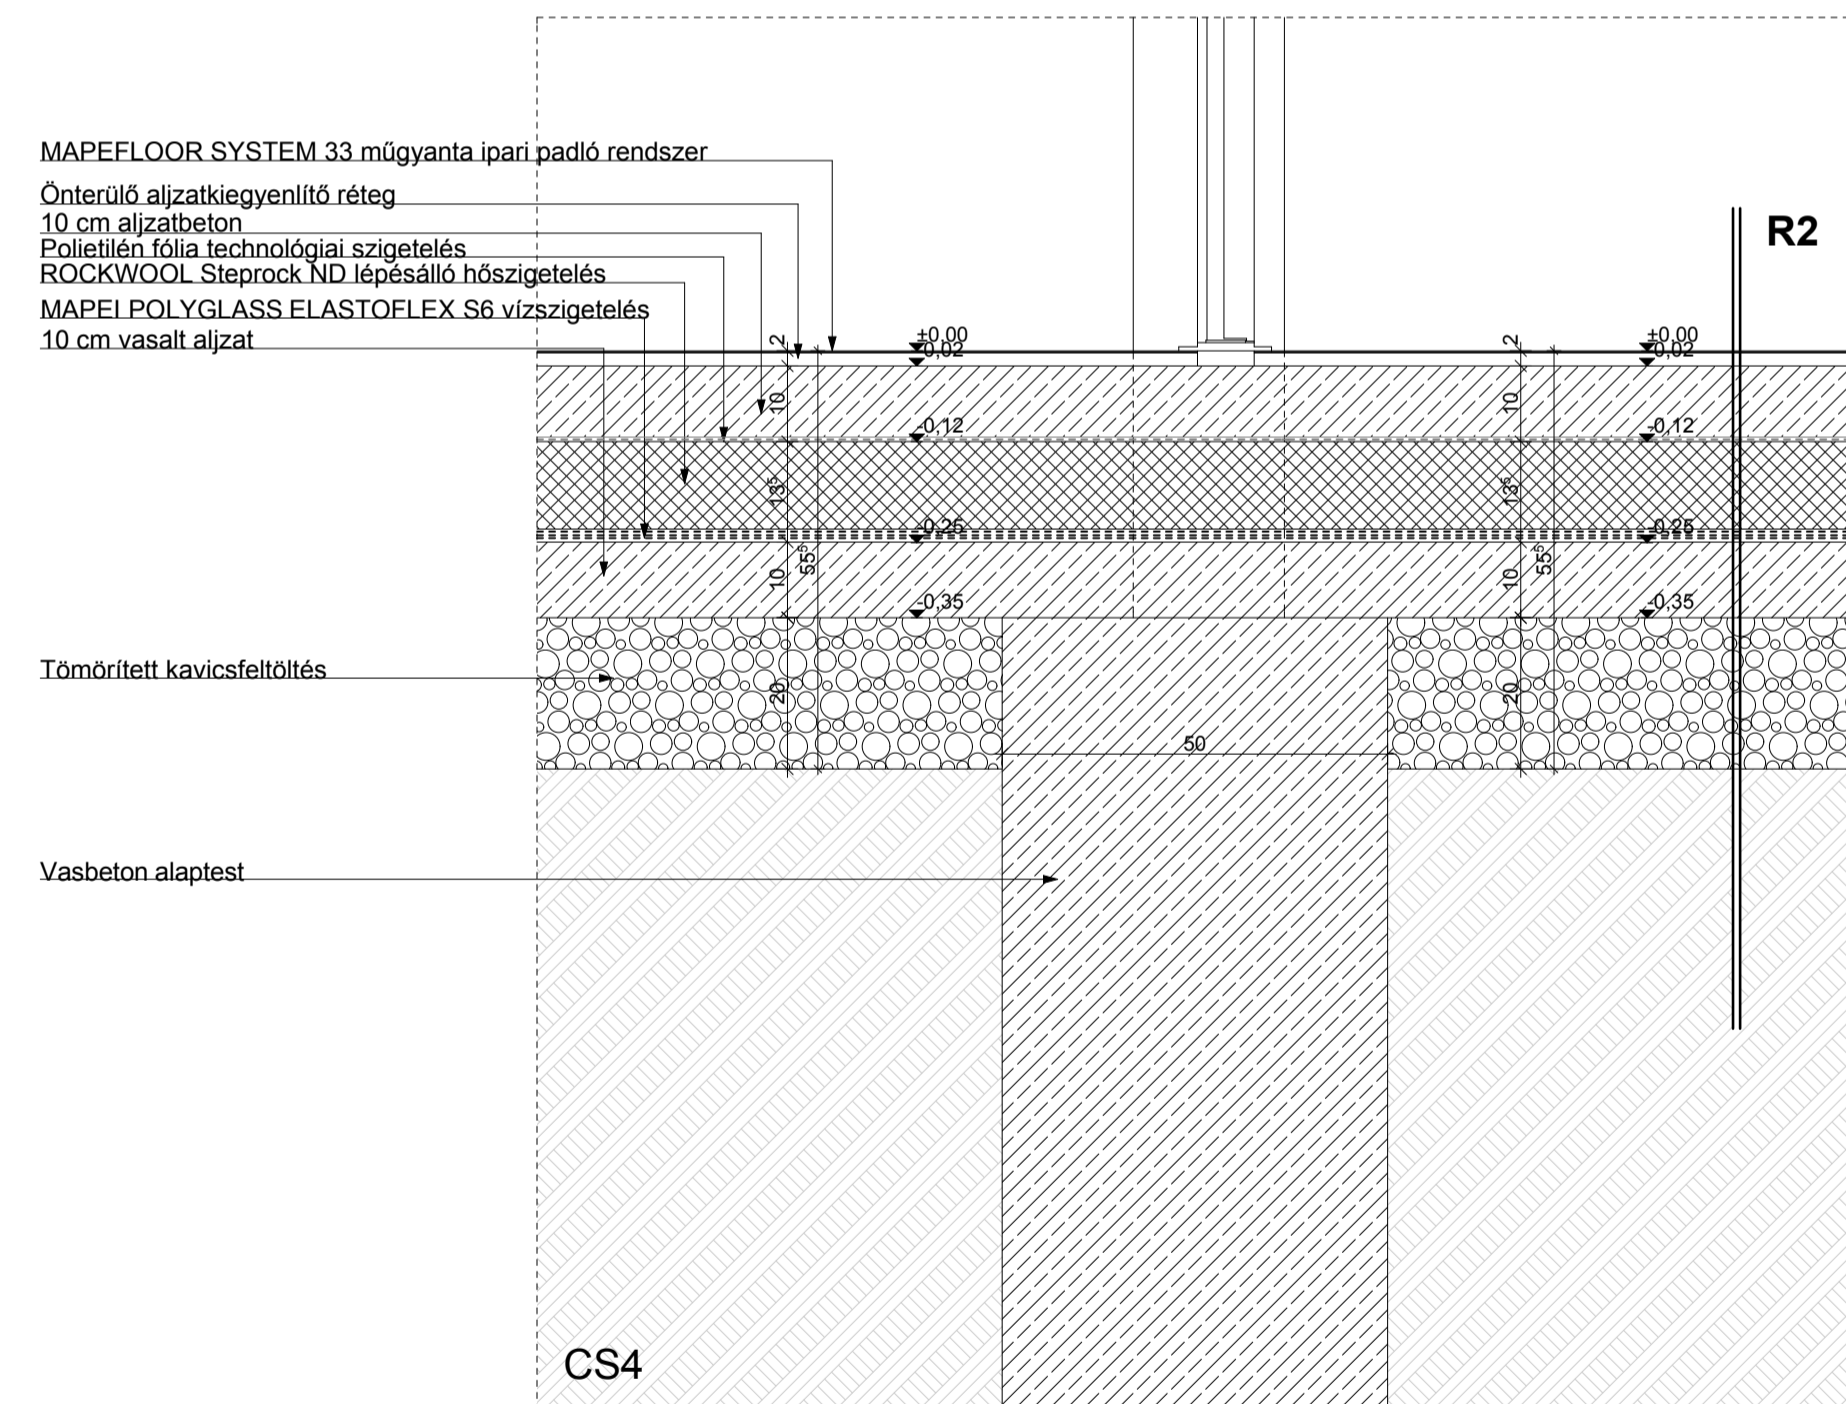 MAPEFLOOR SYSTEM 33 műgyanta ipari padló rendszer
Önterülő aljzatkiegyenlítő réteg
10 cm aljzatbeton
Polietilén fólia technológiai szigetelés
ROCKWOOL Steprock ND lépésálló hőszigetelés
MAPEI POLYGLASS ELASTOFLEX S6 vízszigetelés
10 cm vasalt aljzat
R2
2
±0,00
-0,02
2
±0,00
-0,02
10
-0,12
10
-0,12
13⁵
-0,25
13⁵
-0,25
10
55⁵
-0,35
10
55⁵
-0,35
Tömörített kavicsfeltöltés
20
50
20
Vasbeton alaptest
CS4